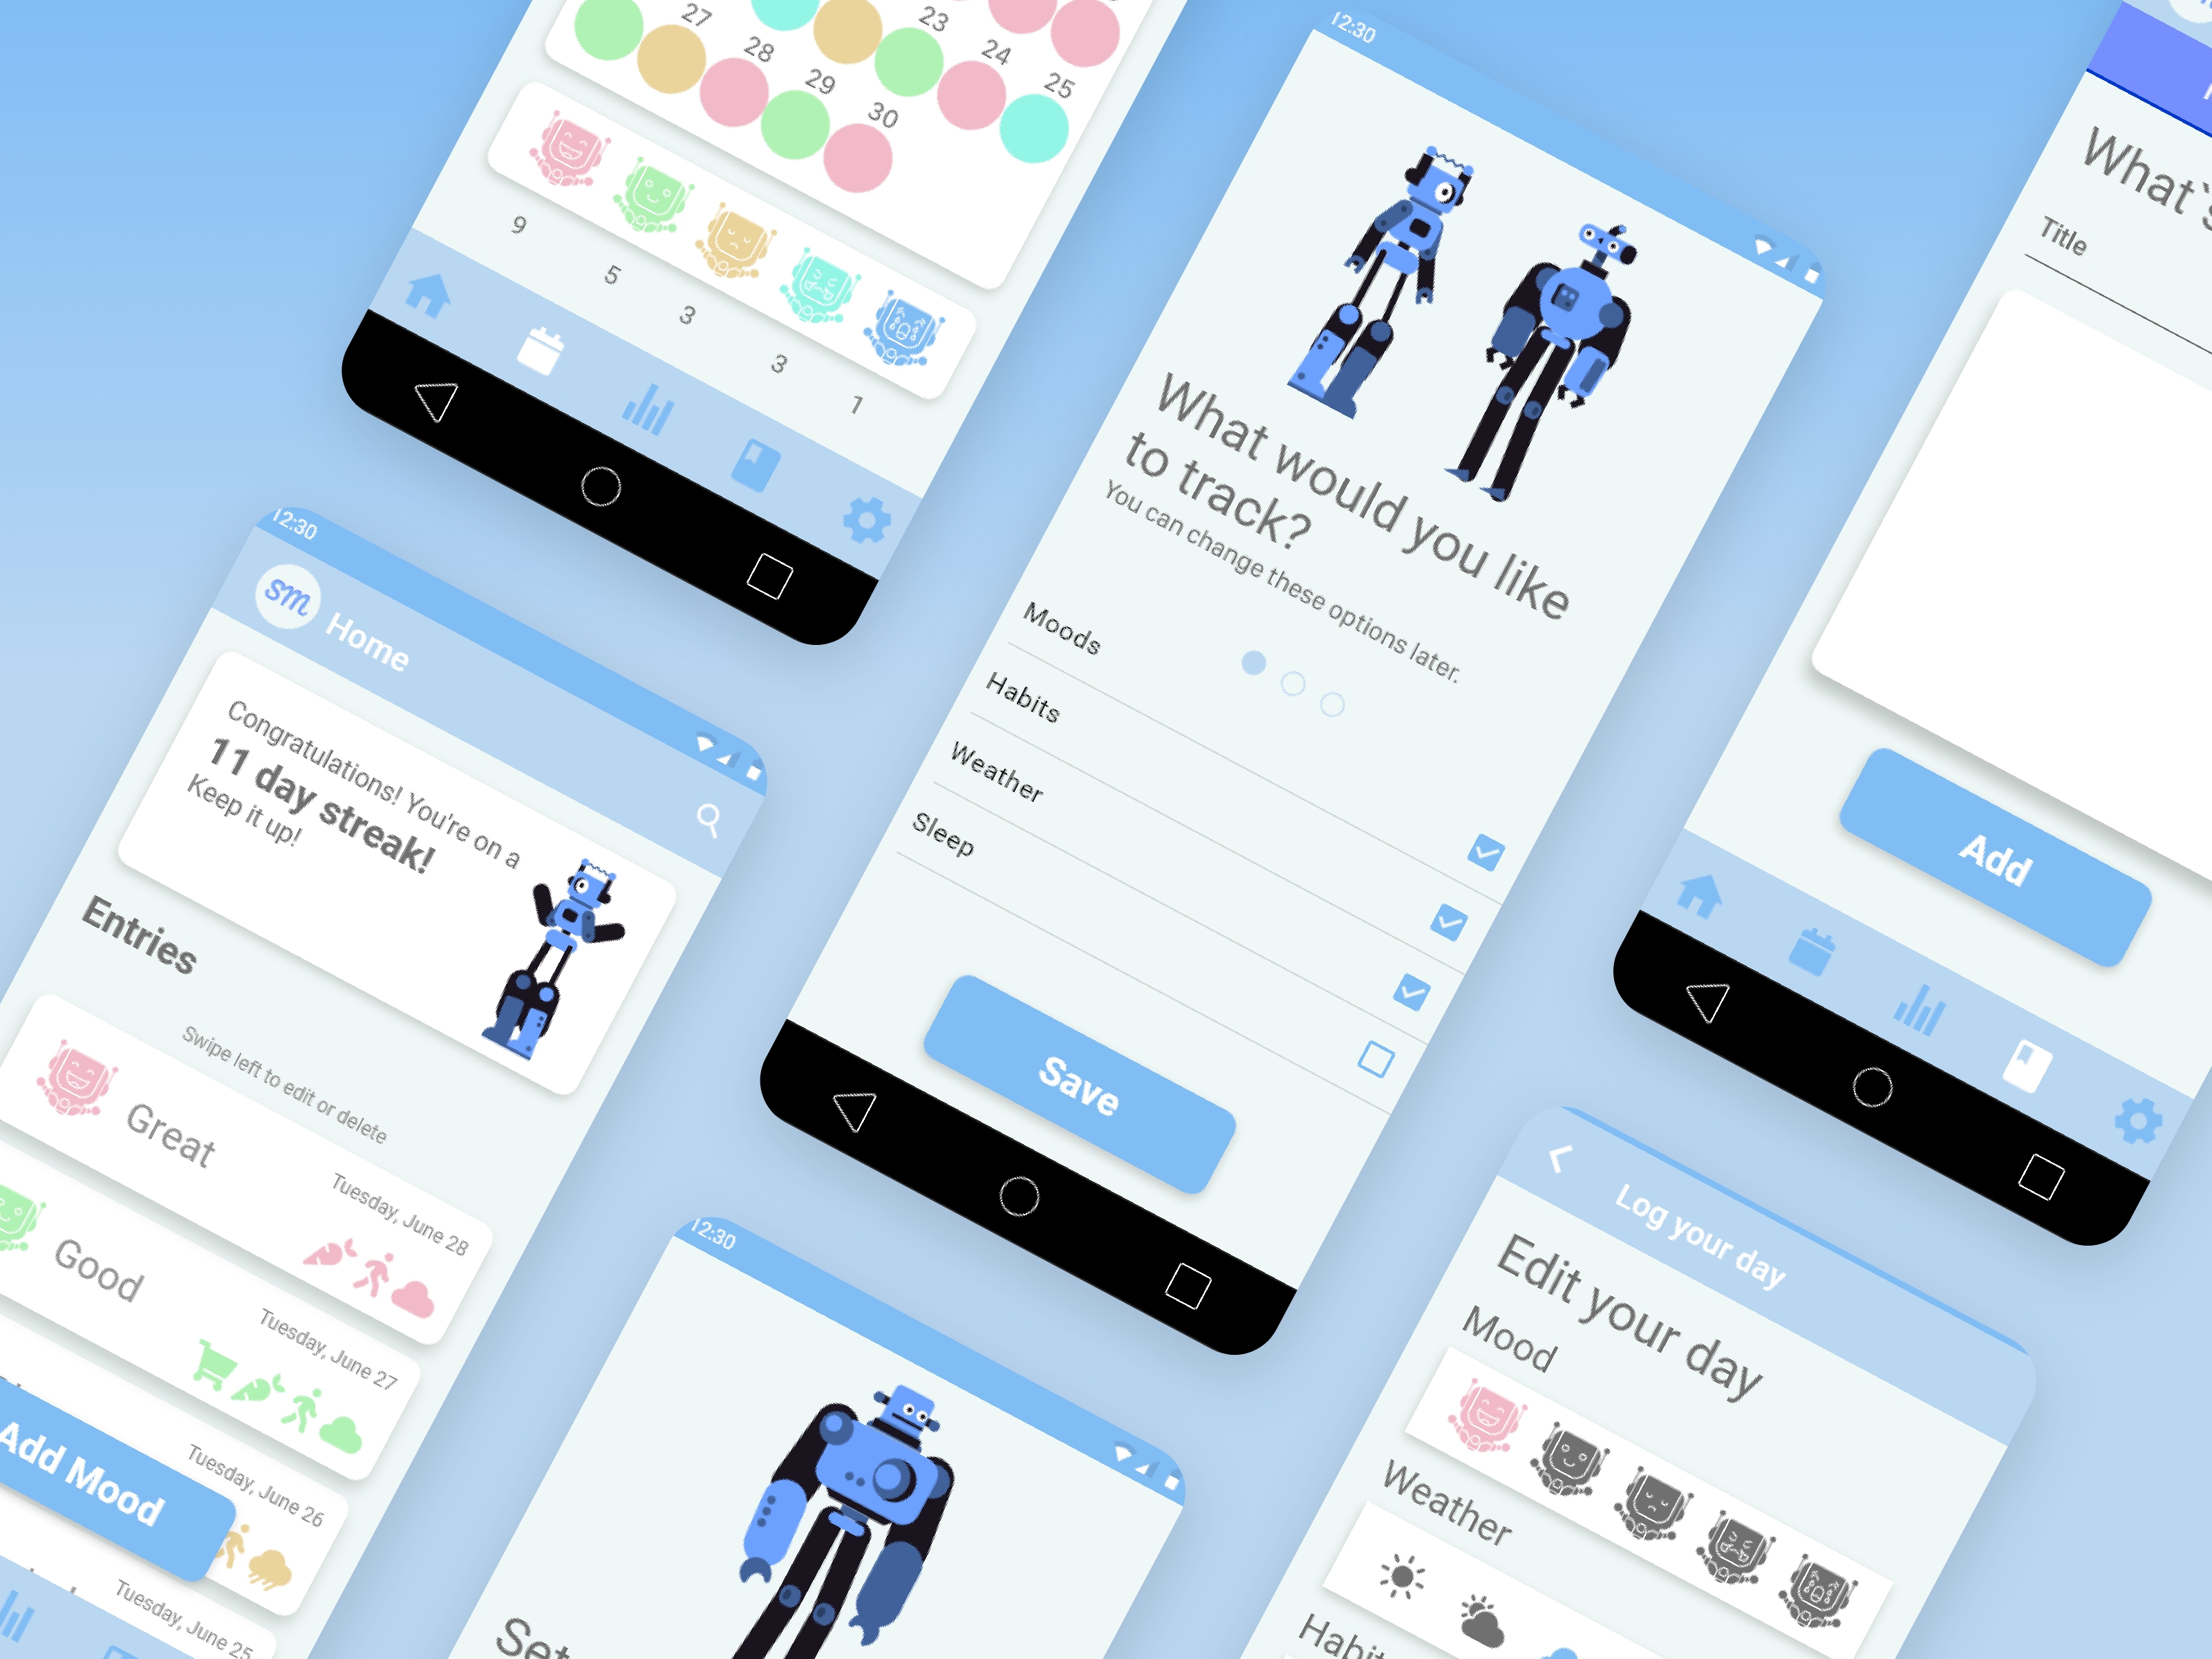 27
23
28
24
29
25
30
9
5
3
3
1
12:30
sm
Home
Congratulations! You're on a
11 day streak!
Keep it up!
Entries
Swipe left to edit or delete
Great
Tuesday, June 28
Good
Tuesday, June 27
Tuesday, June 26
Add Mood
Tuesday, June 25
12:30
What would you like
to track?
You can change these options later.
Moods
Habits
Weather
Sleep
Save
12:30
Set
What`s
Title
Add
Log your day
Edit your day
Mood
Weather